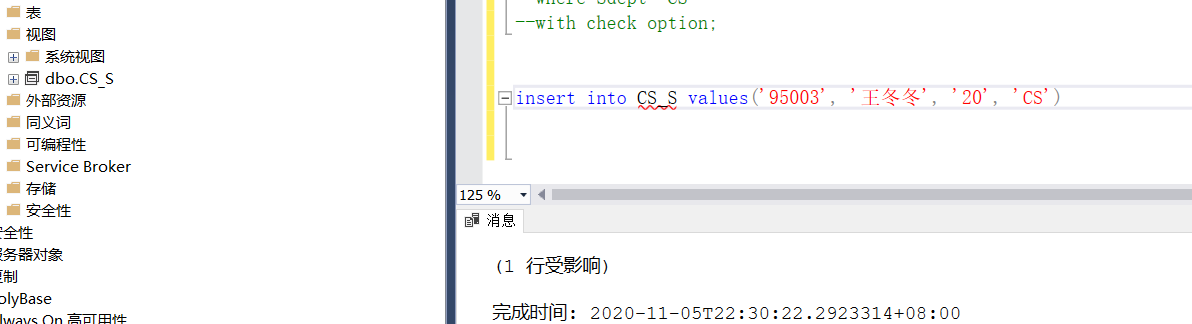 表
视图
系统视图
dbo.CS_S
外部资源
同义词
可编程性
Service Broker
存储
安全性
安全性
服务器对象
复制
olyBase
lways On 高可用性
--with check option;
insert into CS_S values('95003', '王冬冬', '20', 'CS')
125 %
消息
(1 行受影响)
完成时间: 2020-11-05T22:30:22.2923314+08:00